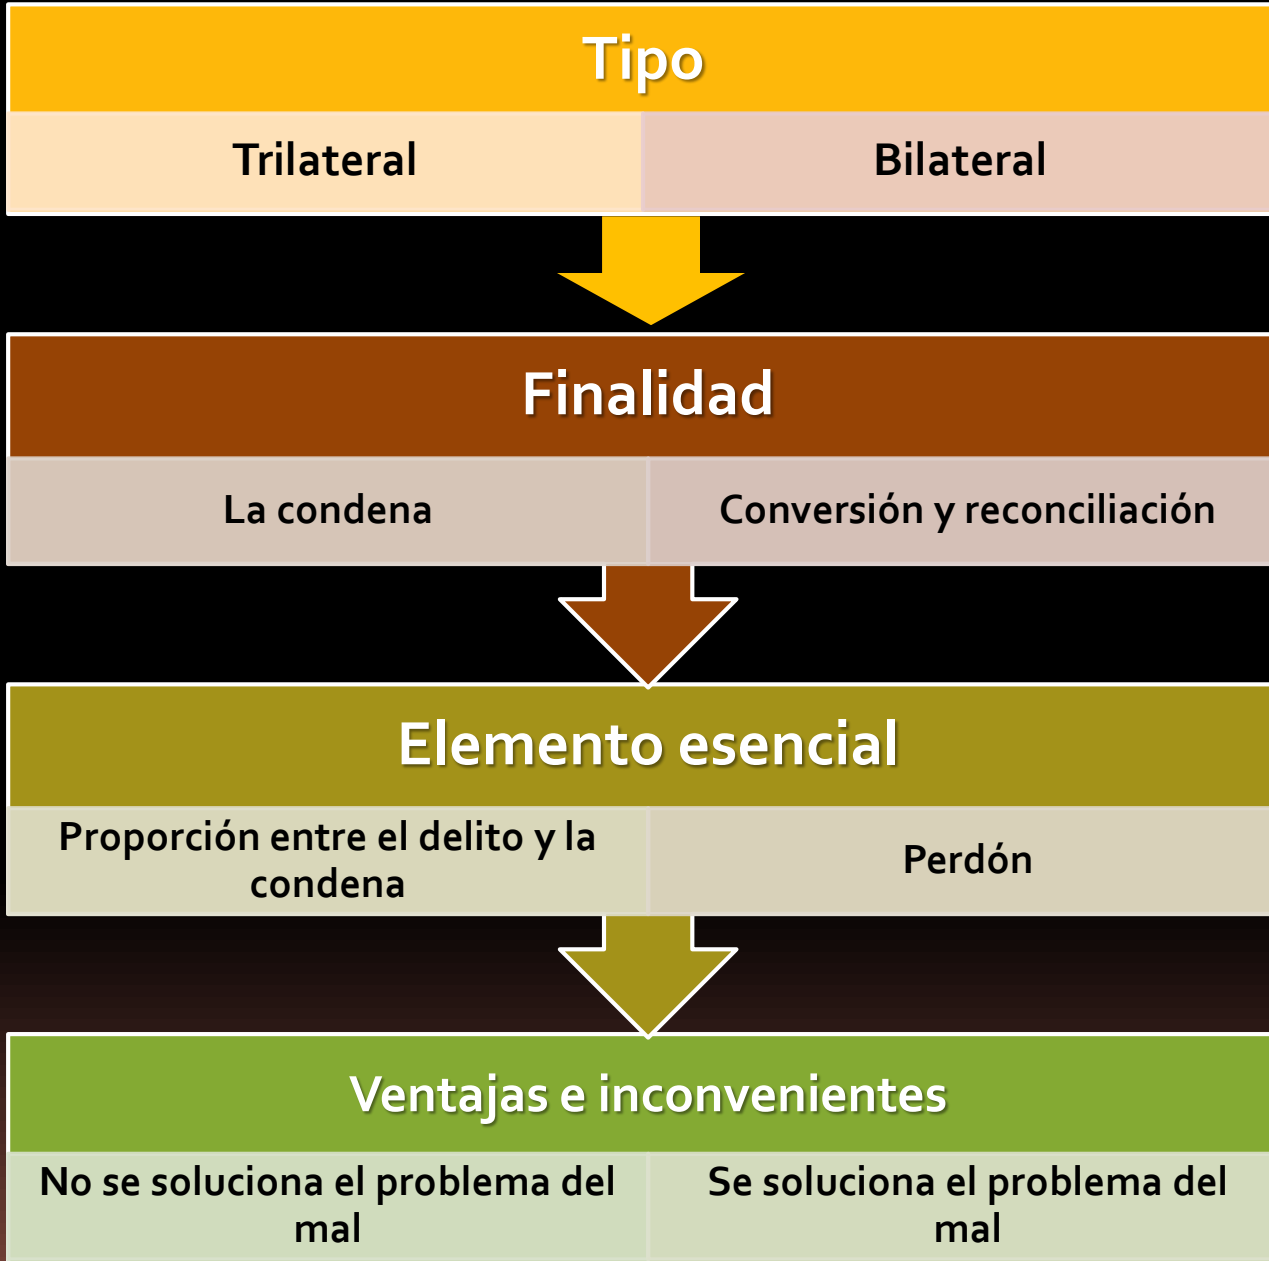 Tipo
Trilateral
Bilateral
Finalidad
La condena
Conversión y reconciliación
Elemento esencial
Proporción entre el delito y la
condena
Perdón
Ventajas e inconvenientes
No se soluciona el problema del
mal
Se soluciona el problema del
mal